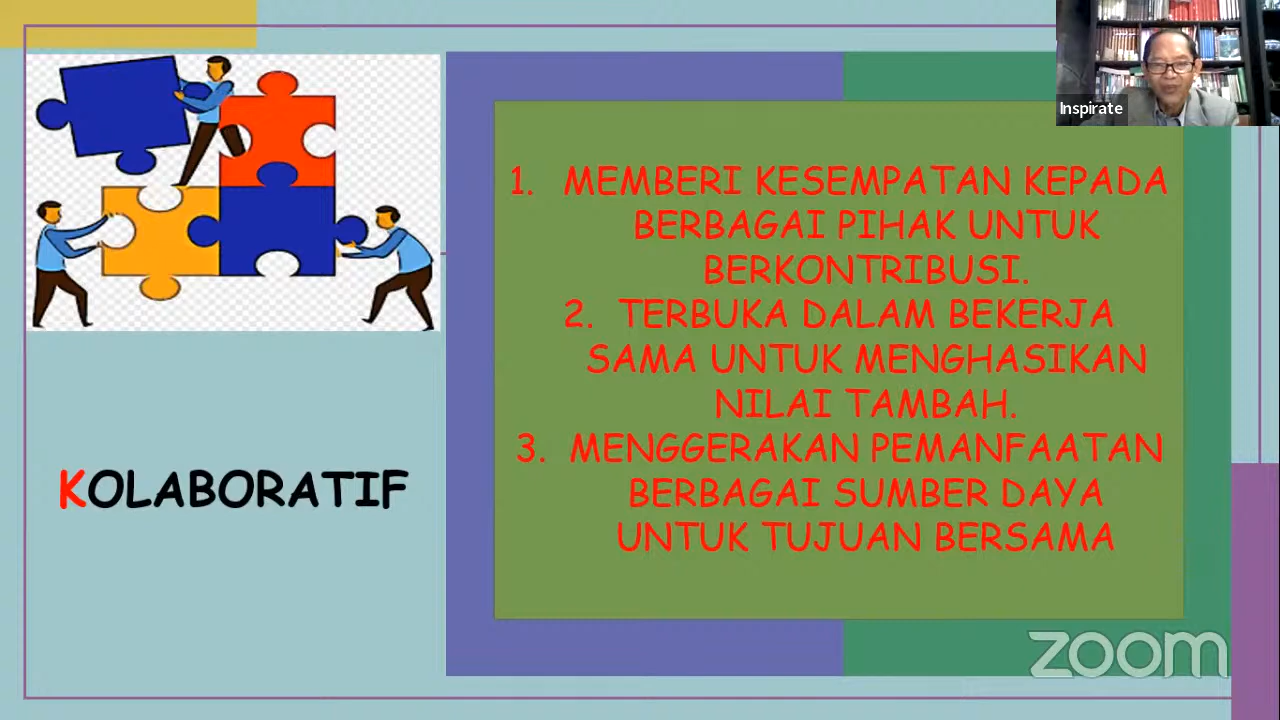 Inspirate
1. MEMBERI KESEMPATAN KEPADA
BERBAGAI PIHAK UNTUK
BERKONTRIBUSI.
2. TERBUKA DALAM BEKERJA
SAMA UNTUK MENGHASIKAN
NILAI TAMBAH.
3. MENGGERAKAN PEMANFAATAN
BERBAGAI SUMBER DAYA
UNTUK TUJUAN BERSAMA
KOLABORATIF
zoom